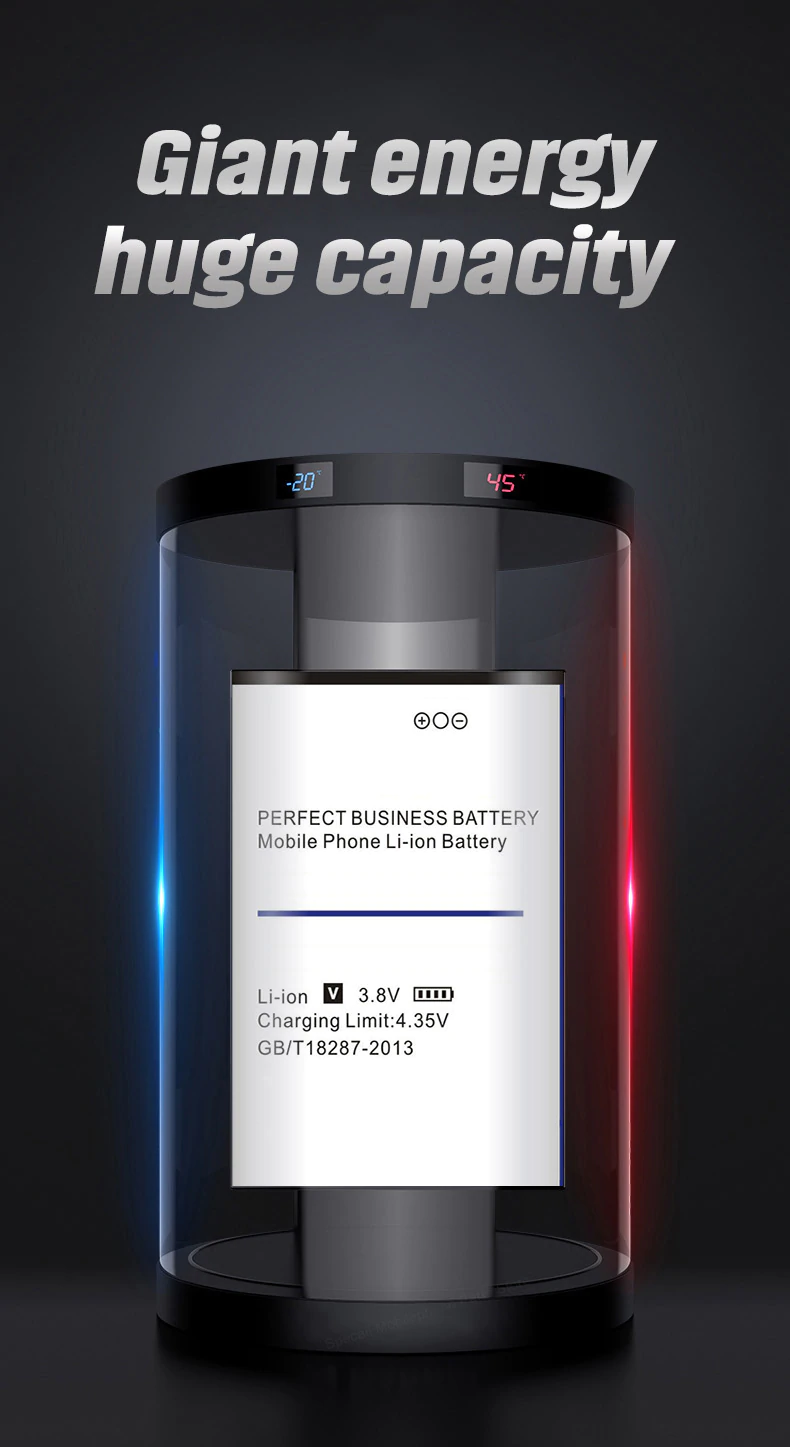 Giant energy
huge capacity
-20℃ 45℃
PERFECT BUSINESS BATTERY
Mobile Phone Li-ion Battery
Li-ion V 3.8V
Charging Limit:4.35V
GB/T18287-2013